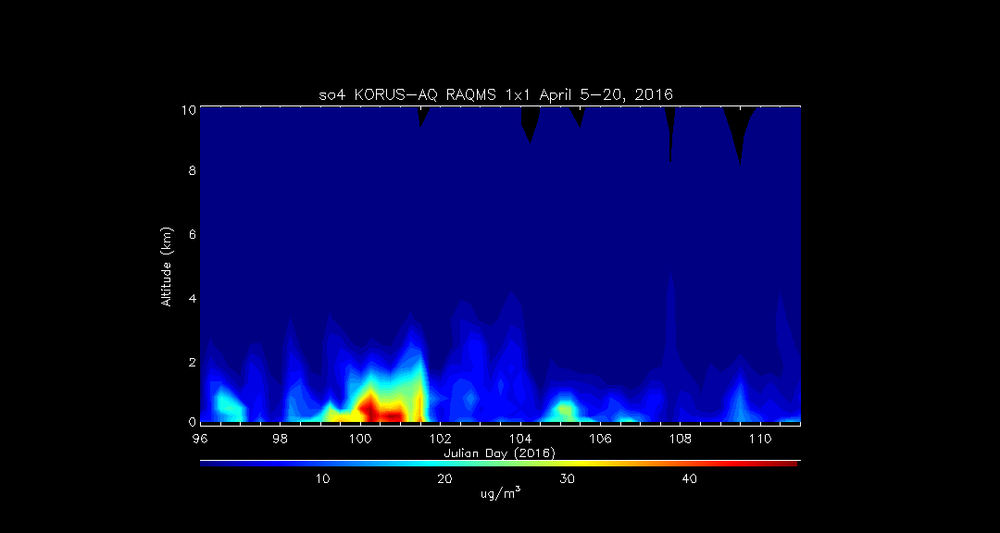 so4 KORUS-AQ RAQMS 1x1 April 5-20, 2016
10
8
6
4
2
0
Altitude (km)
96 98 100 102 104 106 108 110
Julian Day (2016)
10 20 30 40
ug/m³